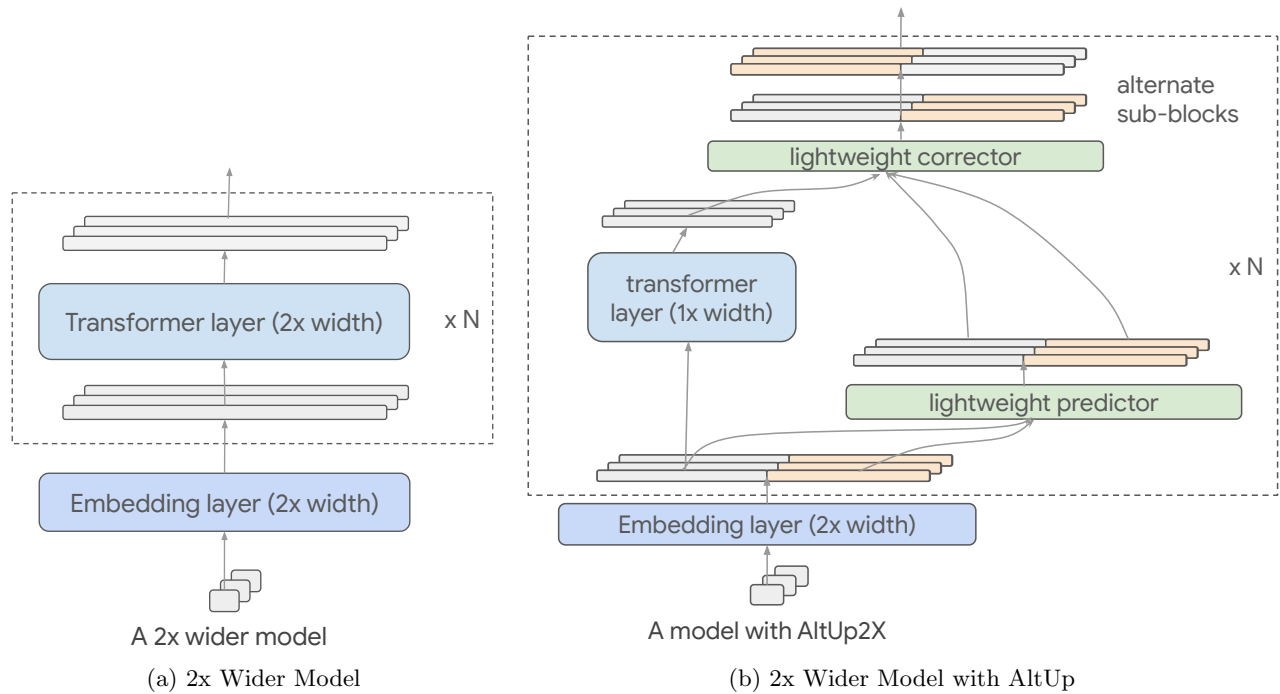 Transformer layer (2x width)
x N
Embedding layer (2x width)
A 2x wider model
(a) 2x Wider Model
alternate
sub-blocks
lightweight corrector
transformer
layer (1x width)
x N
lightweight predictor
Embedding layer (2x width)
A model with AltUp2X
(b) 2x Wider Model with AltUp